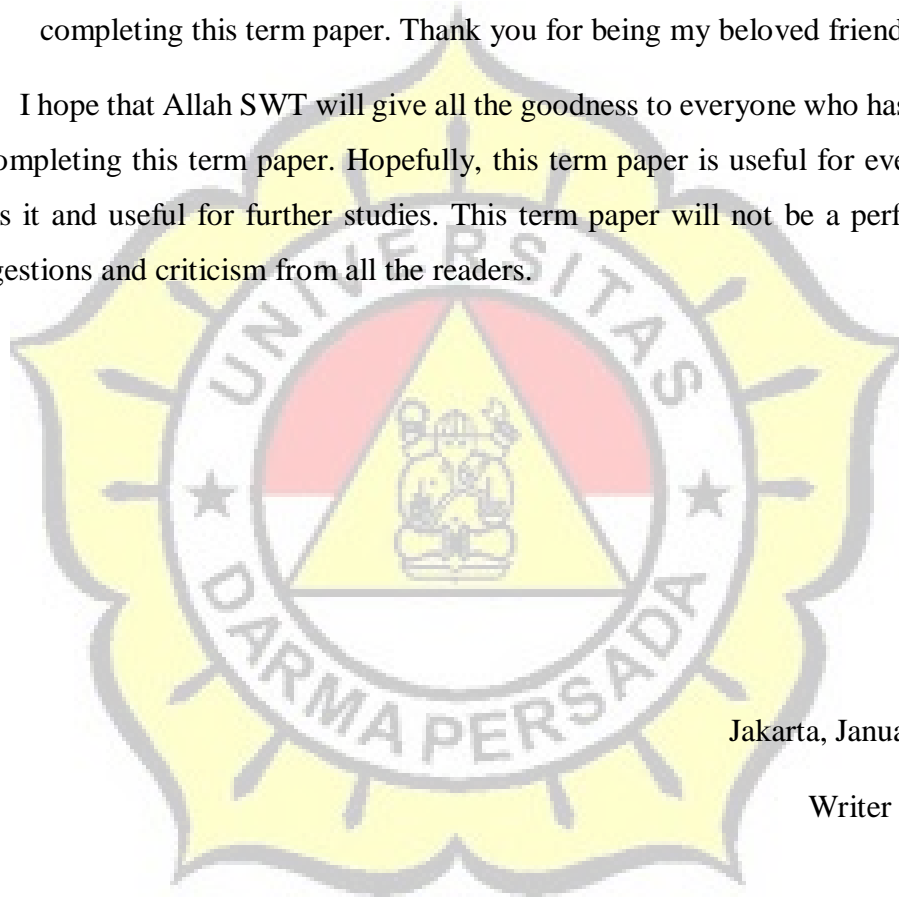 completing this term paper. Thank you for being my beloved friend
I hope that Allah SWT will give all the goodness to everyone who has
ompleting this term paper. Hopefully, this term paper is useful for eve
s it and useful for further studies. This term paper will not be a perf
gestions and criticism from all the readers.
UNIVERSITAS
DARMA PERSADA
Jakarta, Janua
Writer